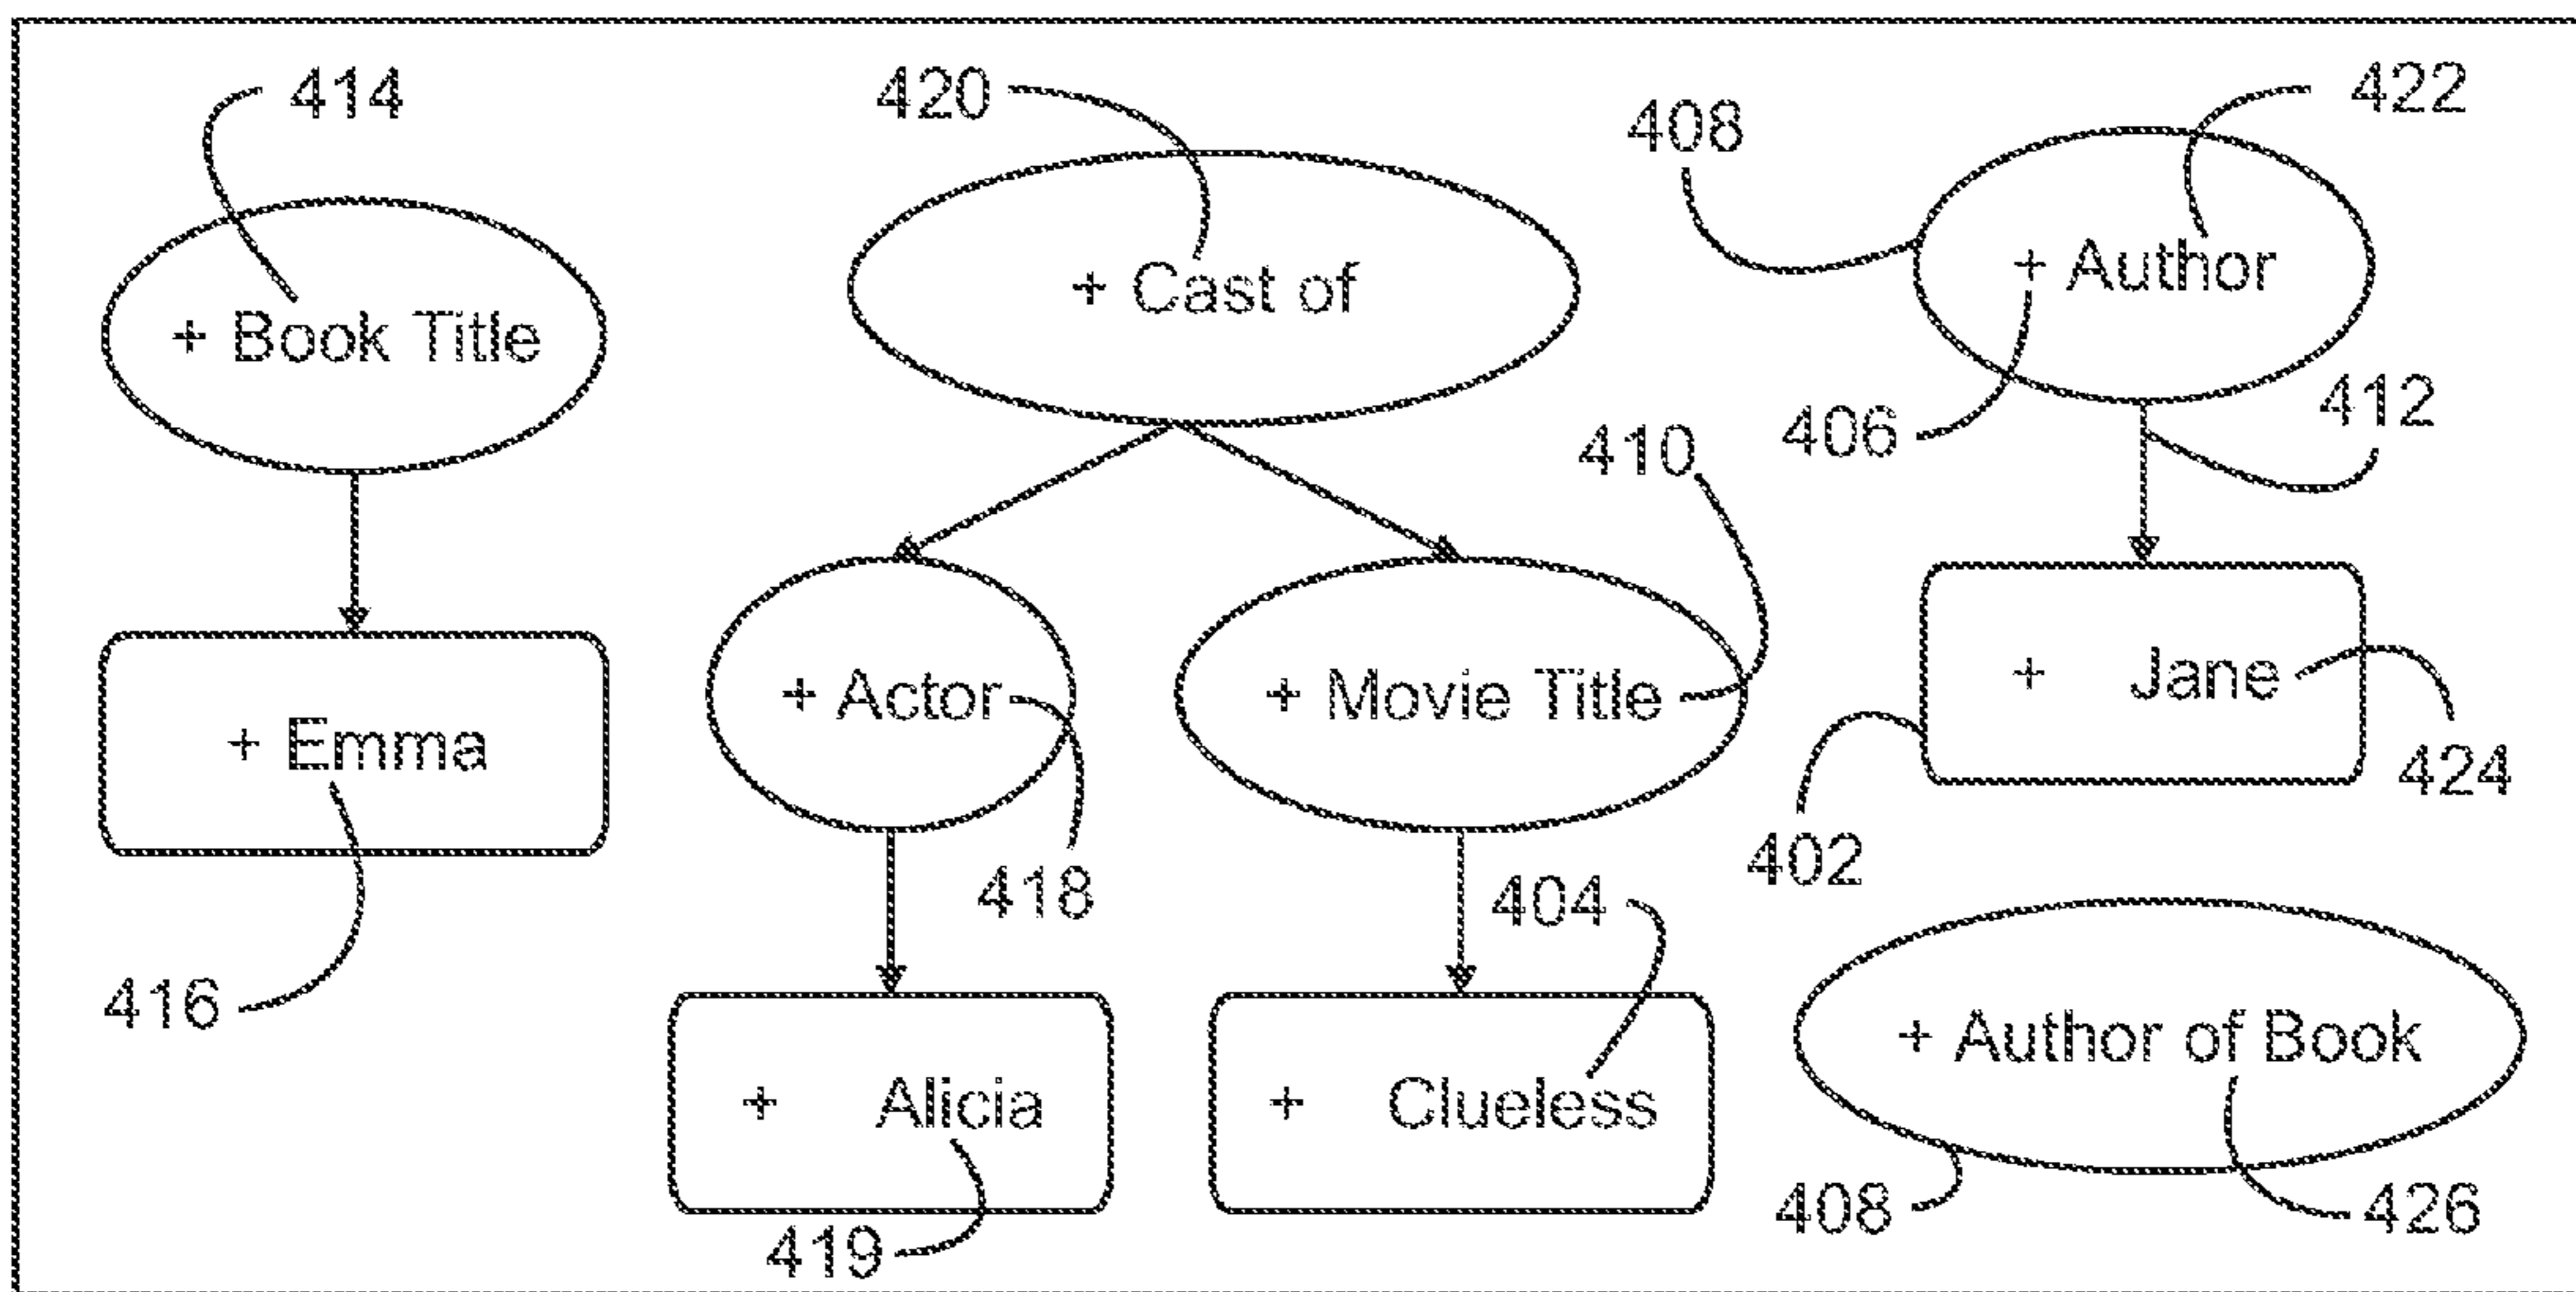 414
420
408
422
+ Book Title
+ Cast of
+ Author
406
412
410
+ Emma
+ Actor
+ Movie Title
+ Jane
424
402
418
404
416
+ Alicia
+ Clueless
+ Author of Book
419
408
426